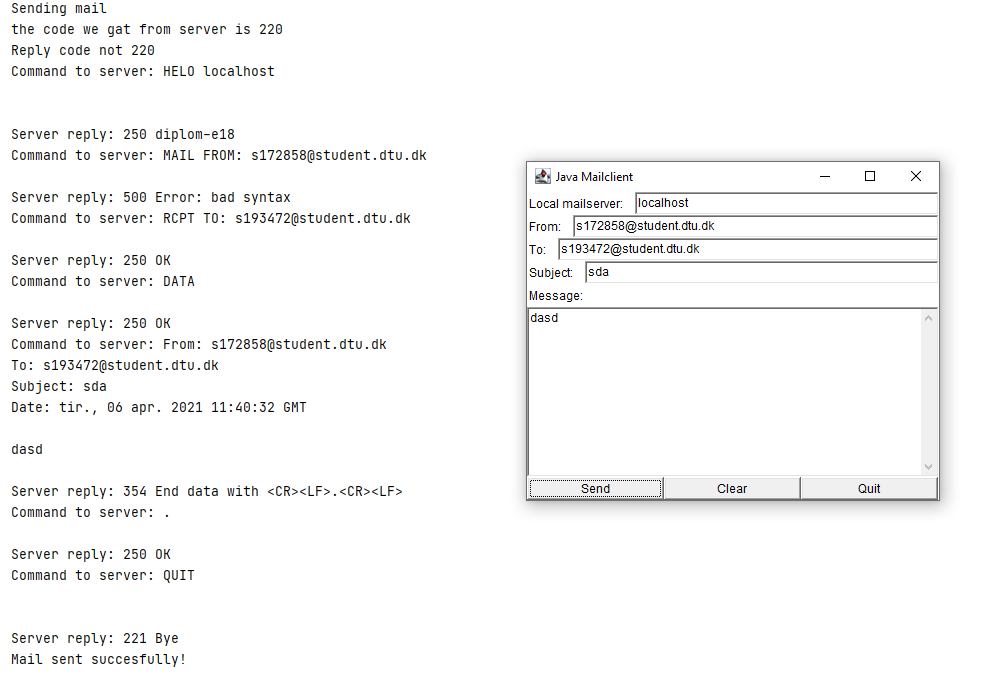 Sending mail
the code we gat from server is 220
Reply code not 220
Command to server: HELO localhost
Server reply: 250 diplom-e18
Command to server: MAIL FROM: s172858@student.dtu.dk
Server reply: 500 Error: bad syntax
Command to server: RCPT TO: s193472@student.dtu.dk
Server reply: 250 OK
Command to server: DATA
Server reply: 250 OK
Command to server: From: s172858@student.dtu.dk
To: s193472@student.dtu.dk
Subject: sda
Date: tir., 06 apr. 2021 11:40:32 GMT
dasd
Server reply: 354 End data with <CR><LF>.<CR><LF>
Command to server: .
Server reply: 250 OK
Command to server: QUIT
Server reply: 221 Bye
Mail sent succesfully!
Java Mailclient
Local mailserver: localhost
From: s172858@student.dtu.dk
To: s193472@student.dtu.dk
Subject: sda
Message:
dasd
Send Clear Quit